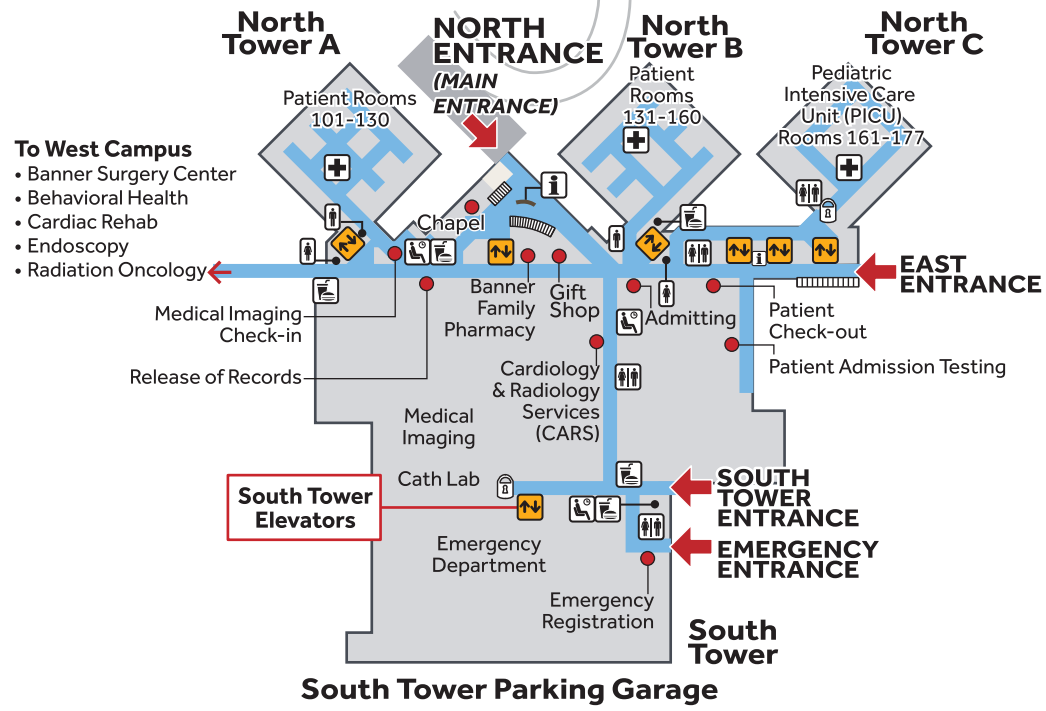 North
Tower A
NORTH
ENTRANCE
(MAIN
ENTRANCE)
North
Tower B
North
Tower C
Patient Rooms
101-130
Patient
Rooms
131-160
Pediatric
Intensive Care
Unit (PICU)
Rooms 161-177
To West Campus
• Banner Surgery Center
• Behavioral Health
• Cardiac Rehab
• Endoscopy
• Radiation Oncology
Chapel
i
i
EAST
ENTRANCE
Medical Imaging
Check-in
Banner
Family
Pharmacy
Gift
Shop
Admitting
Patient
Check-out
Release of Records
Patient Admission Testing
Cardiology
& Radiology
Services
(CARS)
Medical
Imaging
Cath Lab
South Tower
Elevators
SOUTH
TOWER
ENTRANCE
Emergency
Department
EMERGENCY
ENTRANCE
Emergency
Registration
South
Tower
South Tower Parking Garage